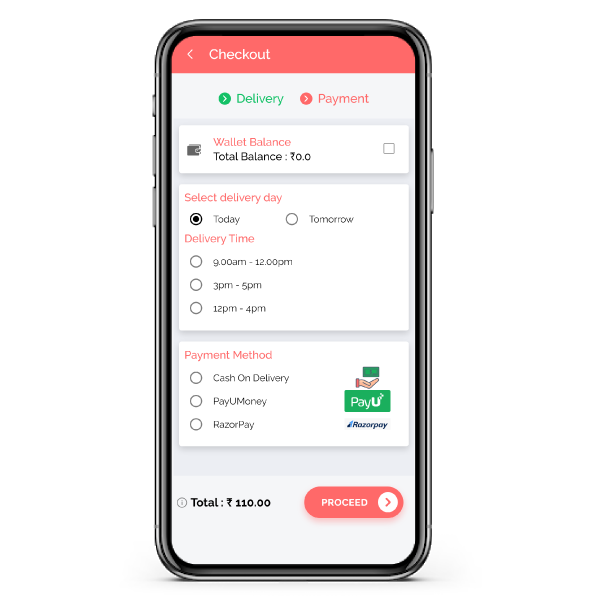 Checkout
Delivery Payment
Wallet Balance
Total Balance : ₹0.0
Select delivery day
Today Tomorrow
Delivery Time
9.00am - 12.00pm
3pm - 5pm
12pm - 4pm
Payment Method
Cash On Delivery
PayUMoney
PayU
RazorPay
Razorpay
Total : ₹ 110.00 PROCEED